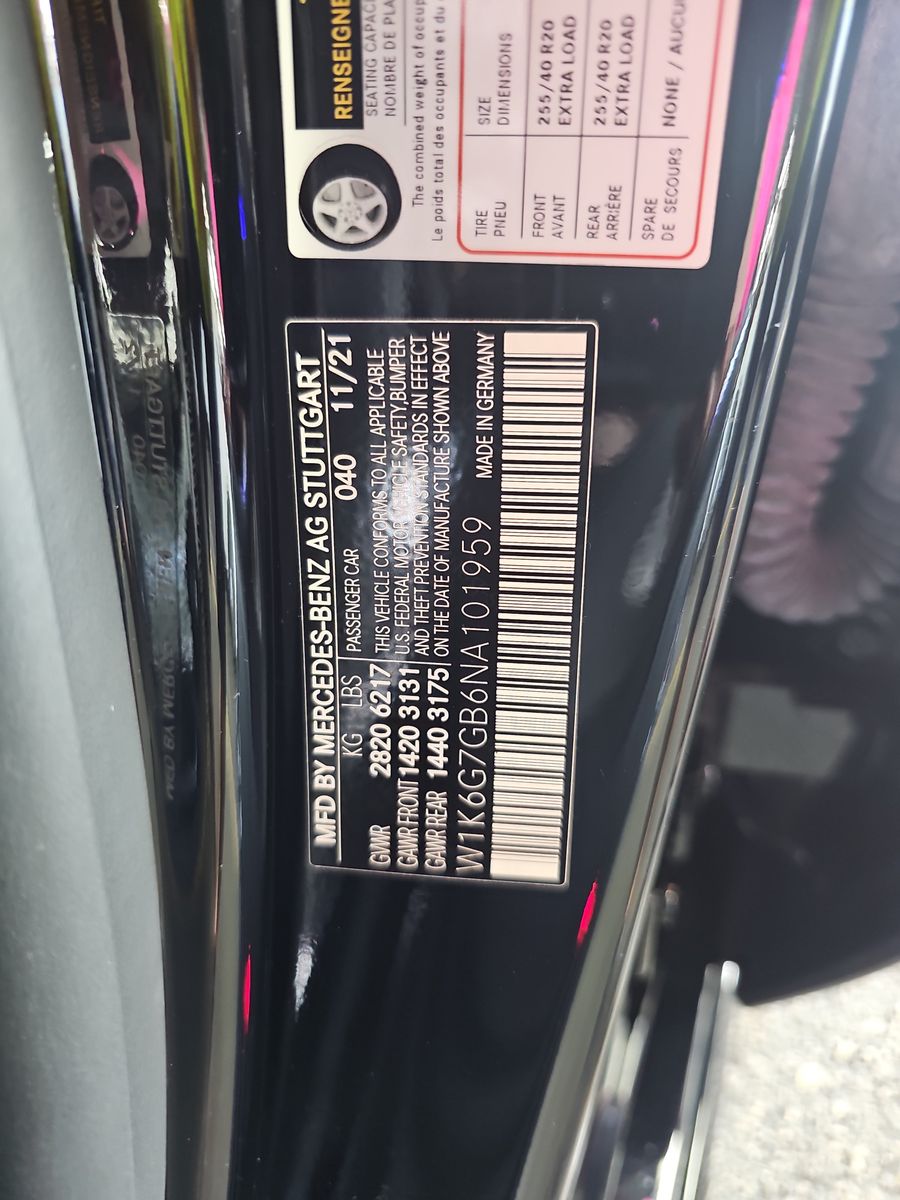 RENSEIGNE
SEATING CAPAC
NOMBRE DE PLA
The combined weight of occup
Le poids total des occupants et du
TIRE SIZE
PNEU DIMENSIONS
FRONT 255/40 R20
AVANT EXTRA LOAD
REAR 255/40 R20
ARRIÈRE EXTRA LOAD
SPARE NONE / AUCU
DE SECOURS
MFD BY MERCEDES-BENZ AG STUTTGART
KG LBS PASSENGER CAR 040 11/21
GVWR 2820 6217 THIS VEHICLE CONFORMS TO ALL APPLICABLE
GAWR FRONT 1420 3131 U.S. FEDERAL MOTOR VEHICLE SAFETY,BUMPER
GAWR REAR 1440 3175 AND THEFT PREVENTION STANDARDS IN EFFECT
ON THE DATE OF MANUFACTURE SHOWN ABOVE
W1K6G7GB6NA101959 MADE IN GERMANY